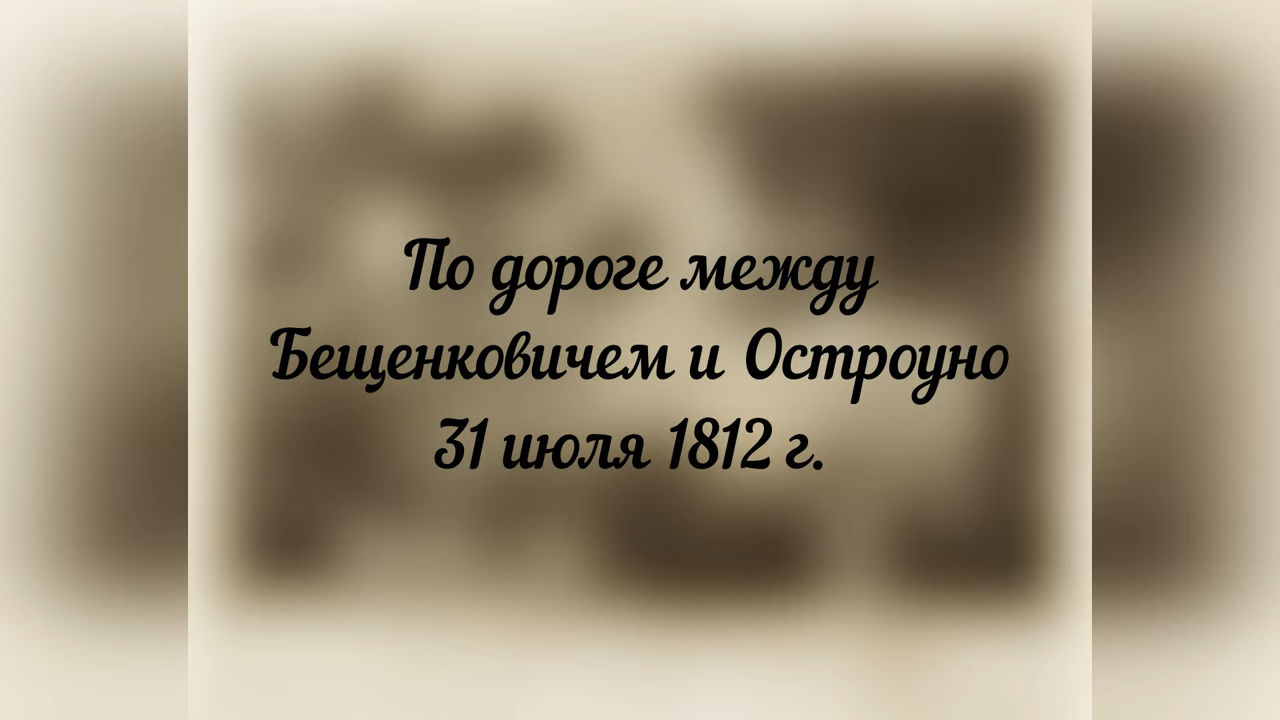 По дороге между
Бещенковичем и Остроуно
31 июля 1812 г.